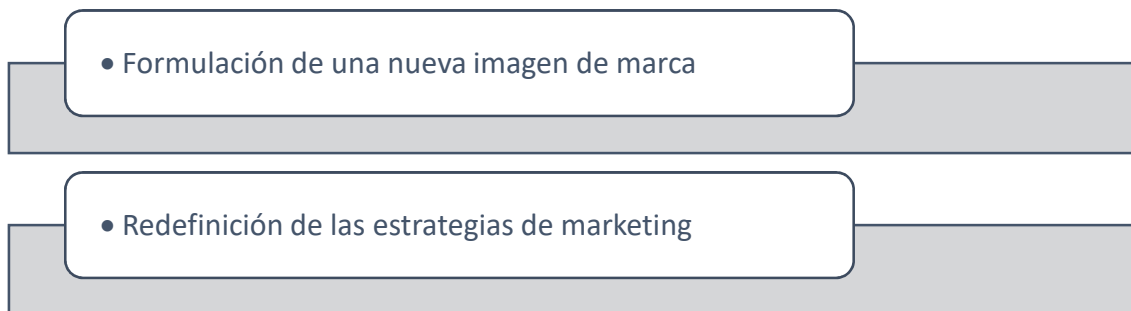 • Formulación de una nueva imagen de marca
• Redefinición de las estrategias de marketing